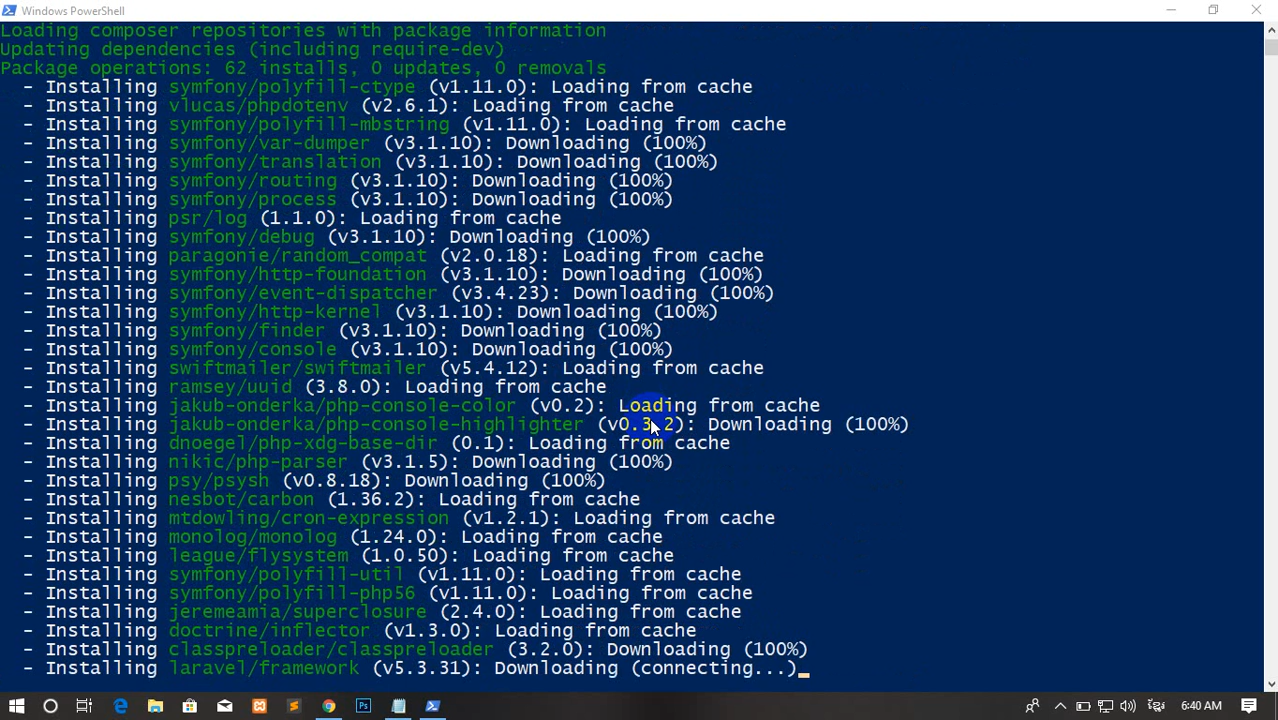 Windows PowerShell
Loading composer repositories with package information
Updating dependencies (including require-dev)
Package operations: 62 installs, 0 updates, 0 removals
- Installing symfony/polyfill-ctype (v1.11.0): Loading from cache
- Installing vlucas/phpdotenv (v2.6.1): Loading from cache
- Installing symfony/polyfill-mbstring (v1.11.0): Loading from cache
- Installing symfony/var-dumper (v3.1.10): Downloading (100%)
- Installing symfony/translation (v3.1.10): Downloading (100%)
- Installing symfony/routing (v3.1.10): Downloading (100%)
- Installing symfony/process (v3.1.10): Downloading (100%)
- Installing psr/log (1.1.0): Loading from cache
- Installing symfony/debug (v3.1.10): Downloading (100%)
- Installing paragonie/random_compat (v2.0.18): Loading from cache
- Installing symfony/http-foundation (v3.1.10): Downloading (100%)
- Installing symfony/event-dispatcher (v3.4.23): Downloading (100%)
- Installing symfony/http-kernel (v3.1.10): Downloading (100%)
- Installing symfony/finder (v3.1.10): Downloading (100%)
- Installing symfony/console (v3.1.10): Downloading (100%)
- Installing swiftmailer/swiftmailer (v5.4.12): Loading from cache
- Installing ramsey/uuid (3.8.0): Loading from cache
- Installing jakub-onderka/php-console-color (v0.2): Loading from cache
- Installing jakub-onderka/php-console-highlighter (v0.3.2): Downloading (100%)
- Installing dnoegel/php-xdg-base-dir (0.1): Loading from cache
- Installing nikic/php-parser (v3.1.5): Downloading (100%)
- Installing psy/psysh (v0.8.18): Downloading (100%)
- Installing nesbot/carbon (1.36.2): Loading from cache
- Installing mtdowling/cron-expression (v1.2.1): Loading from cache
- Installing monolog/monolog (1.24.0): Loading from cache
- Installing league/flysystem (1.0.50): Loading from cache
- Installing symfony/polyfill-util (v1.11.0): Loading from cache
- Installing symfony/polyfill-php56 (v1.11.0): Loading from cache
- Installing jeremeamia/superclosure (2.4.0): Loading from cache
- Installing doctrine/inflector (v1.3.0): Loading from cache
- Installing classpreloader/classpreloader (3.2.0): Downloading (100%)
- Installing laravel/framework (v5.3.31): Downloading (connecting...)
Ps
6:40 AM